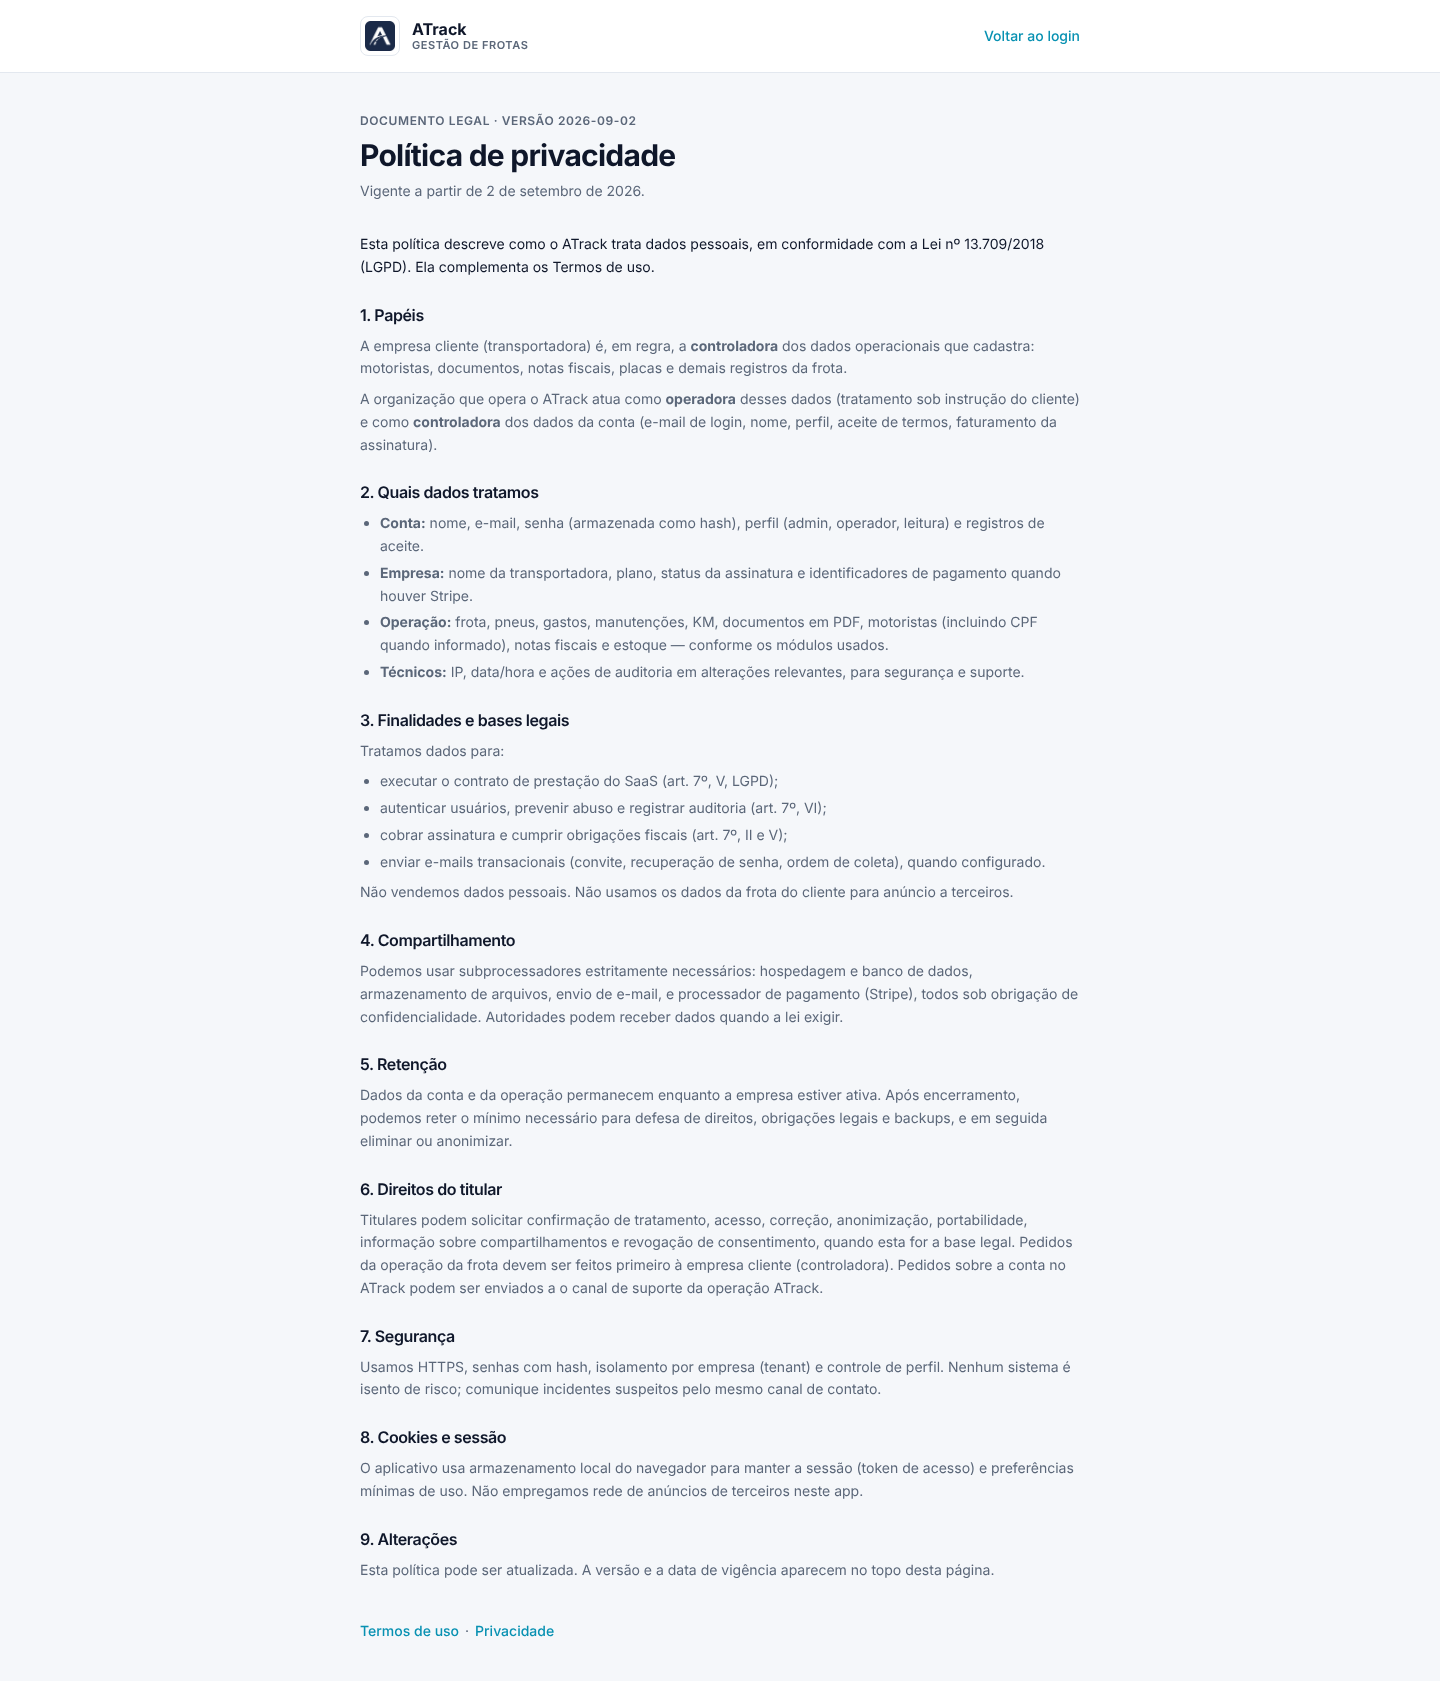 ATrack
GESTÃO DE FROTAS
Voltar ao login
DOCUMENTO LEGAL · VERSÃO 2026-09-02
Política de privacidade
Vigente a partir de 2 de setembro de 2026.
Esta política descreve como o ATrack trata dados pessoais, em conformidade com a Lei nº 13.709/2018
(LGPD). Ela complementa os Termos de uso.
1. Papéis
A empresa cliente (transportadora) é, em regra, a controladora dos dados operacionais que cadastra:
motoristas, documentos, notas fiscais, placas e demais registros da frota.
A organização que opera o ATrack atua como operadora desses dados (tratamento sob instrução do cliente)
e como controladora dos dados da conta (e-mail de login, nome, perfil, aceite de termos, faturamento da
assinatura).
2. Quais dados tratamos
• Conta: nome, e-mail, senha (armazenada como hash), perfil (admin, operador, leitura) e registros de
aceite.
• Empresa: nome da transportadora, plano, status da assinatura e identificadores de pagamento quando
houver Stripe.
• Operação: frota, pneus, gastos, manutenções, KM, documentos em PDF, motoristas (incluindo CPF
quando informado), notas fiscais e estoque — conforme os módulos usados.
• Técnicos: IP, data/hora e ações de auditoria em alterações relevantes, para segurança e suporte.
3. Finalidades e bases legais
Tratamos dados para:
• executar o contrato de prestação do SaaS (art. 7º, V, LGPD);
• autenticar usuários, prevenir abuso e registrar auditoria (art. 7º, VI);
• cobrar assinatura e cumprir obrigações fiscais (art. 7º, II e V);
• enviar e-mails transacionais (convite, recuperação de senha, ordem de coleta), quando configurado.
Não vendemos dados pessoais. Não usamos os dados da frota do cliente para anúncio a terceiros.
4. Compartilhamento
Podemos usar subprocessadores estritamente necessários: hospedagem e banco de dados,
armazenamento de arquivos, envio de e-mail, e processador de pagamento (Stripe), todos sob obrigação de
confidencialidade. Autoridades podem receber dados quando a lei exigir.
5. Retenção
Dados da conta e da operação permanecem enquanto a empresa estiver ativa. Após encerramento,
podemos reter o mínimo necessário para defesa de direitos, obrigações legais e backups, e em seguida
eliminar ou anonimizar.
6. Direitos do titular
Titulares podem solicitar confirmação de tratamento, acesso, correção, anonimização, portabilidade,
informação sobre compartilhamentos e revogação de consentimento, quando esta for a base legal. Pedidos
da operação da frota devem ser feitos primeiro à empresa cliente (controladora). Pedidos sobre a conta no
ATrack podem ser enviados a o canal de suporte da operação ATrack.
7. Segurança
Usamos HTTPS, senhas com hash, isolamento por empresa (tenant) e controle de perfil. Nenhum sistema é
isento de risco; comunique incidentes suspeitos pelo mesmo canal de contato.
8. Cookies e sessão
O aplicativo usa armazenamento local do navegador para manter a sessão (token de acesso) e preferências
mínimas de uso. Não empregamos rede de anúncios de terceiros neste app.
9. Alterações
Esta política pode ser atualizada. A versão e a data de vigência aparecem no topo desta página.
Termos de uso · Privacidade